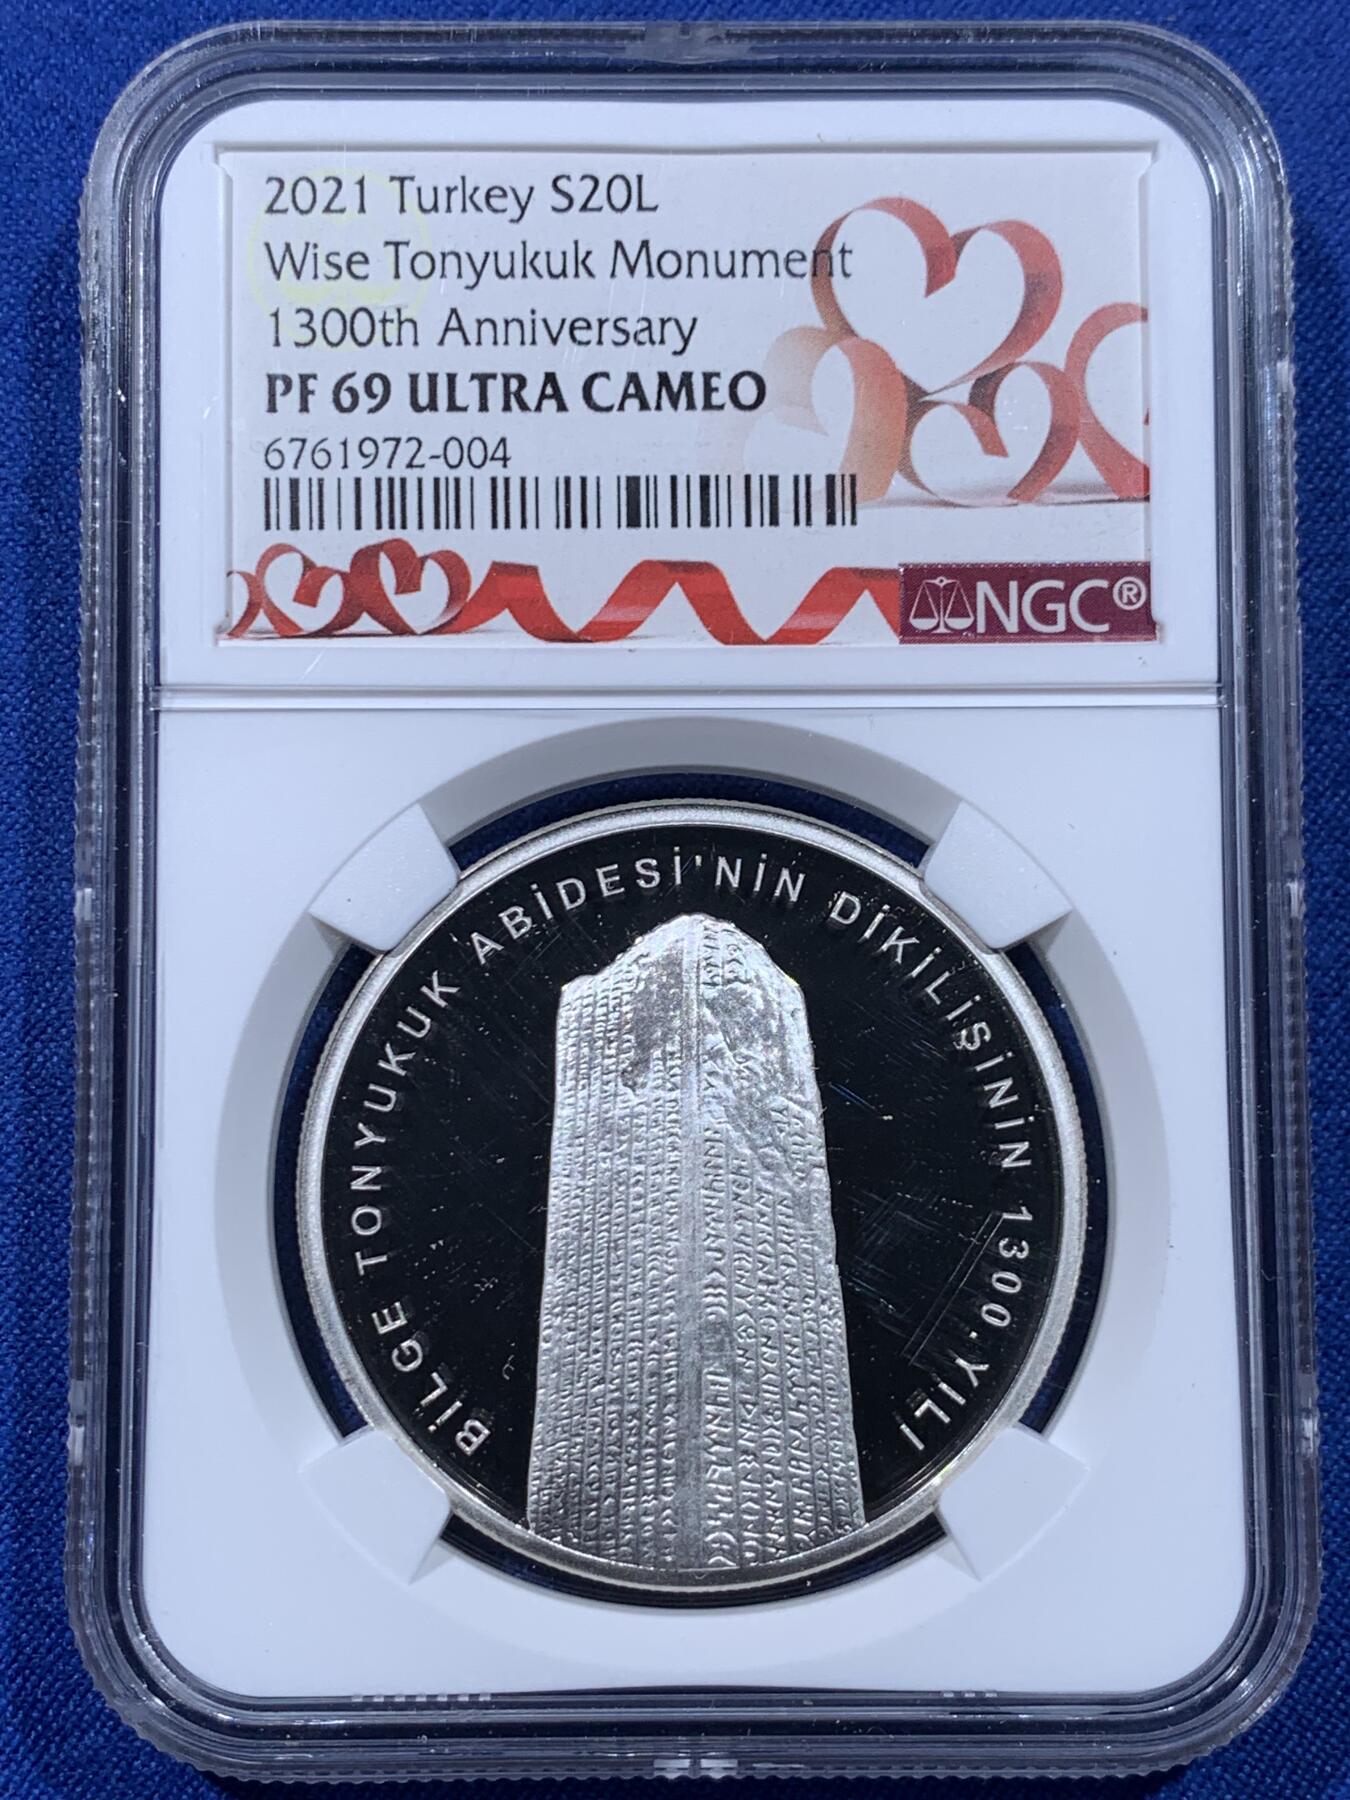 2021 Turkey S20L
Wise Tonyukuk Monument
1300th Anniversary
PF 69 ULTRA CAMEO
6761972-004
NGC®
BİLGE TONYUKUK ABİDESİ'NİN DİKİLİŞİNİN 1300. YILI